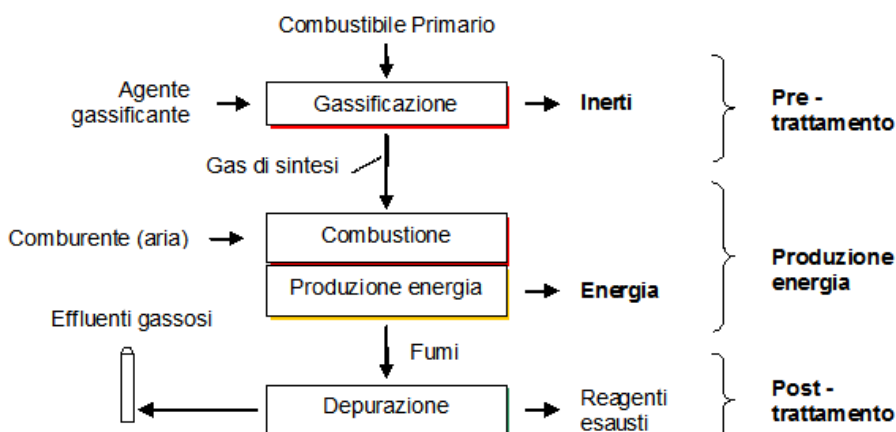 Combustibile Primario
Agente
gassificante
Gassificazione
Inerti
Pre -
trattamento
Gas di sintesi
Comburente (aria)
Combustione
Produzione energia
Energia
Produzione
energia
Effluenti gassosi
Fumi
Depurazione
Reagenti
esausti
Post -
trattamento